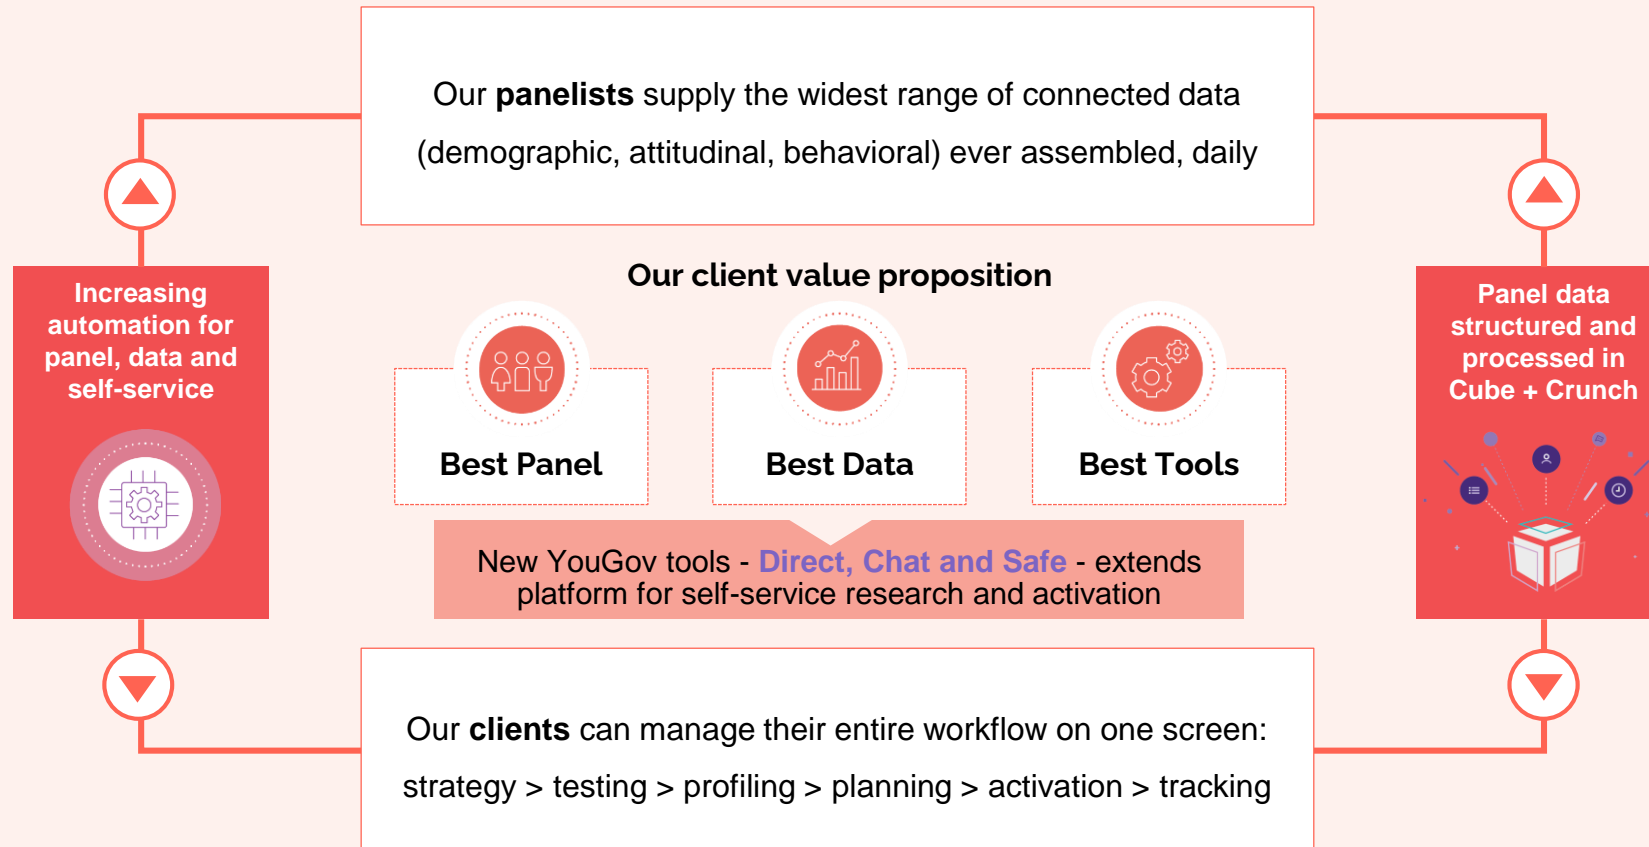 Our panelists supply the widest range of connected data
(demographic, attitudinal, behavioral) ever assembled, daily
Increasing
automation for
panel, data and
self-service
Our client value proposition
Best Panel
Best Data
Best Tools
New YouGov tools - Direct, Chat and Safe - extends
platform for self-service research and activation
Panel data
structured and
processed in
Cube + Crunch
Our clients can manage their entire workflow on one screen:
strategy > testing > profiling > planning > activation > tracking